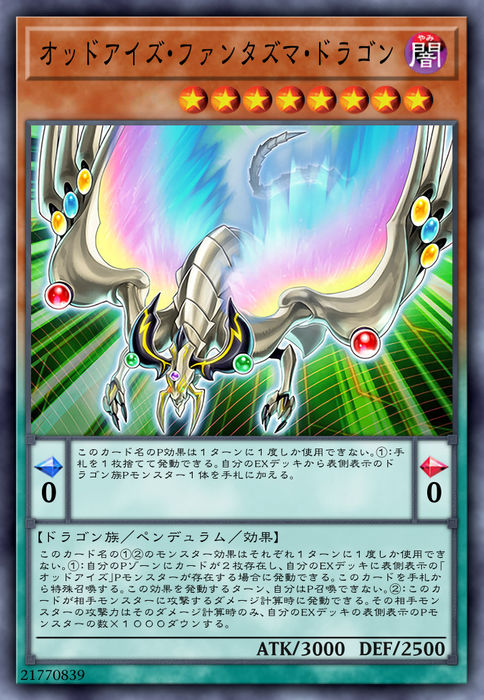 オッドアイズ・ファンタズマ・ドラゴン
やみ
闇
このカード名のP効果は1ターンに1度しか使用できない。①:手
札を1枚捨てて発動できる。自分のEXデッキから表側表示のド
ラゴン族Pモンスター1体を手札に加える。
0
0
【ドラゴン族/ペンデュラム/効果】
このカード名の①②のモンスター効果はそれぞれ1ターンに1度しか使用でき
ない。①:自分のPゾーンにカードが2枚存在し、自分のEXデッキに表側表示の「
オッドアイズ」Pモンスターが存在する場合に発動できる。このカードを手札から
特殊召喚する。この効果を発動するターン、自分はP召喚できない。②:このカ
ードが相手モンスターに攻撃するダメージ計算時に発動できる。その相手モン
スターの攻撃力はそのダメージ計算時のみ、自分のEXデッキの表側表示のPモ
ンスターの数×1000ダウンする。
ATK/3000 DEF/2500
21770839